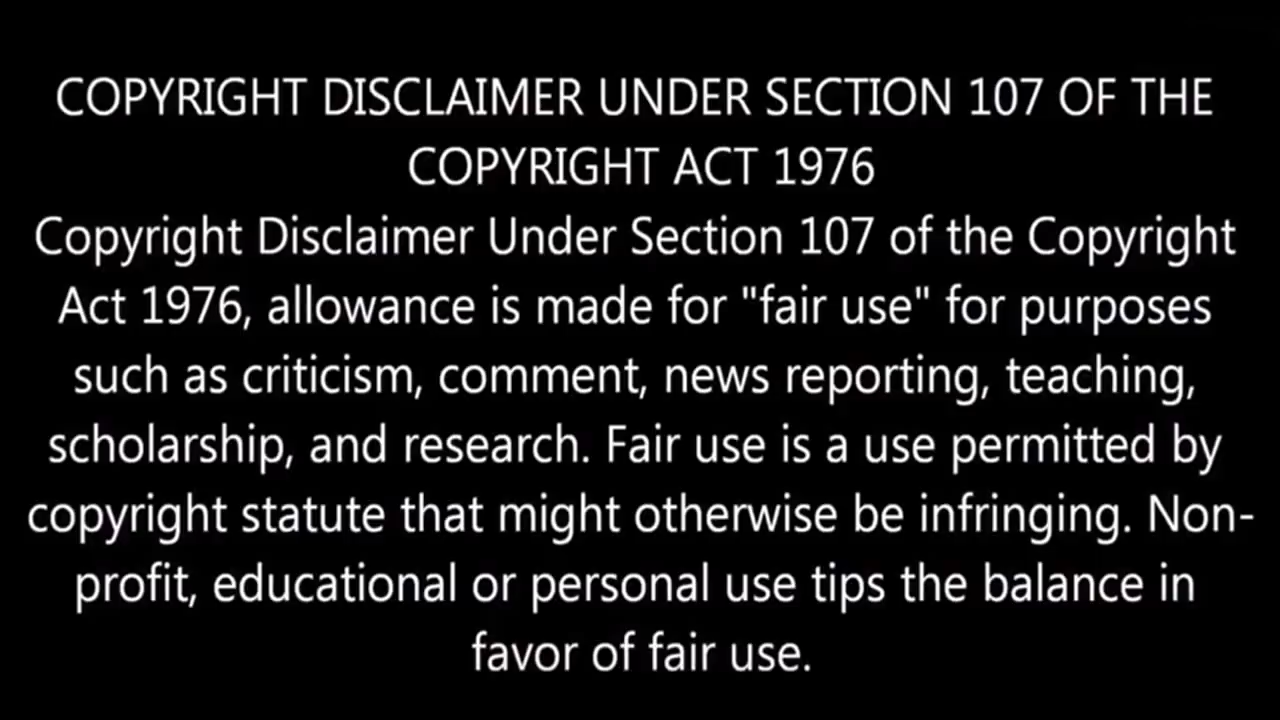 COPYRIGHT DISCLAIMER UNDER SECTION 107 OF THE
COPYRIGHT ACT 1976
Copyright Disclaimer Under Section 107 of the Copyright
Act 1976, allowance is made for "fair use" for purposes
such as criticism, comment, news reporting, teaching,
scholarship, and research. Fair use is a use permitted by
copyright statute that might otherwise be infringing. Non-
profit, educational or personal use tips the balance in
favor of fair use.